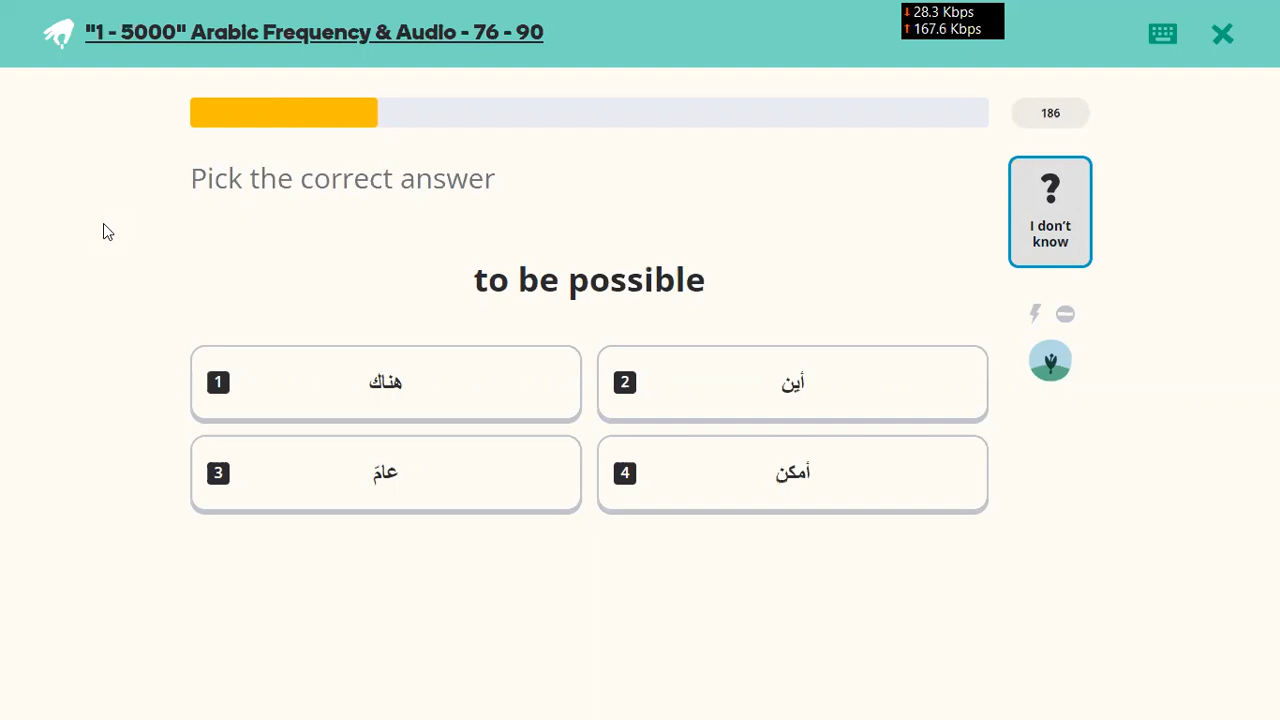 "1 - 5000" Arabic Frequency & Audio - 76 - 90
↓ 28.3 Kbps
↑ 167.6 Kbps
186
Pick the correct answer
?
I don't
know
to be possible
1 هناك
2 أين
3 عامّ
4 أمكن